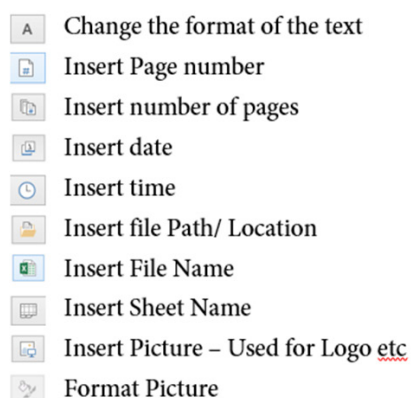 A Change the format of the text
# Insert Page number
Insert number of pages
Insert date
Insert time
Insert file Path/ Location
Insert File Name
Insert Sheet Name
Insert Picture – Used for Logo etc
Format Picture